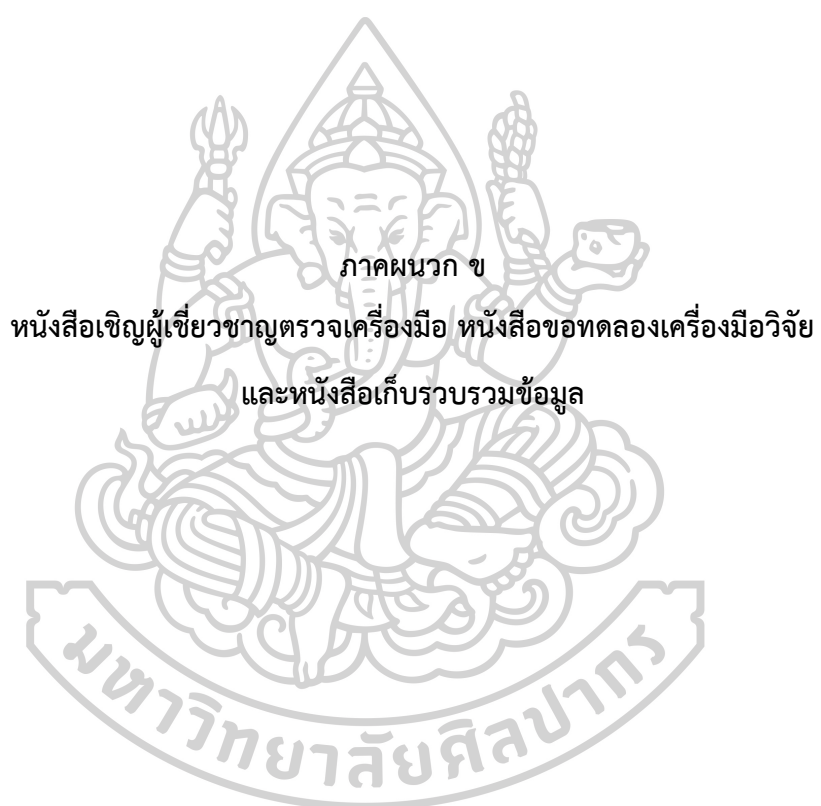 ภาคผนวก ข
หนังสือเชิญผู้เชี่ยวชาญตรวจเครื่องมือ หนังสือขอทดลองเครื่องมือวิจัย
และหนังสือเก็บรวบรวมข้อมูล
มหาวิทยาลัยศิลปากร